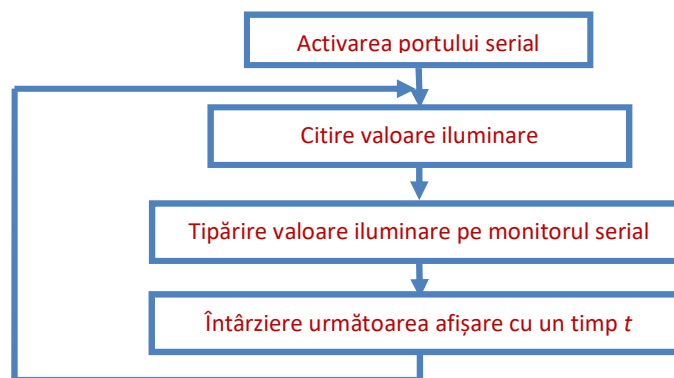 Activarea portului serial
Citire valoare iluminare
Tipărire valoare iluminare pe monitorul serial
Întârziere următoarea afișare cu un timp t